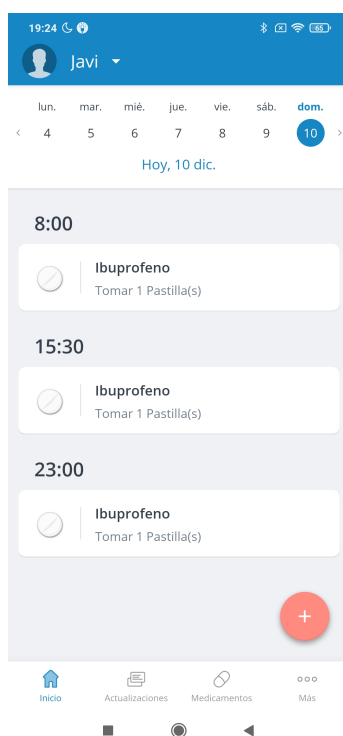 19:24
65
Javi
lun. mar. mié. jue. vie. sáb. dom.
4 5 6 7 8 9 10
Hoy, 10 dic.
8:00
Ibuprofeno
Tomar 1 Pastilla(s)
15:30
Ibuprofeno
Tomar 1 Pastilla(s)
23:00
Ibuprofeno
Tomar 1 Pastilla(s)
+
Inicio Actualizaciones Medicamentos Más